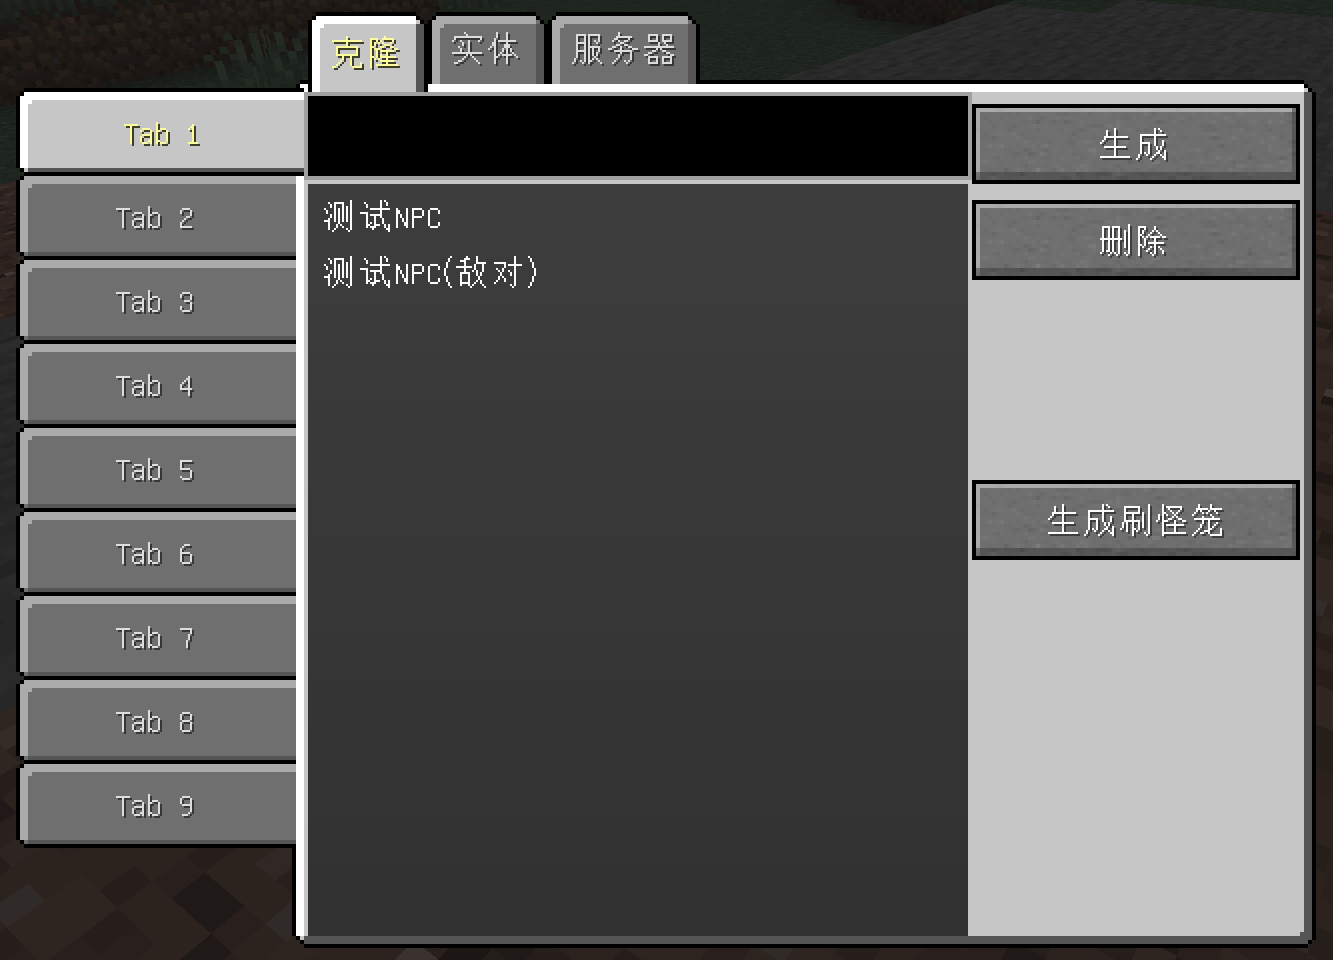 克隆
实体
服务器
Tab 1
Tab 2
Tab 3
Tab 4
Tab 5
Tab 6
Tab 7
Tab 8
Tab 9
测试NPC
测试NPC(敌对)
生成
删除
生成刷怪笼